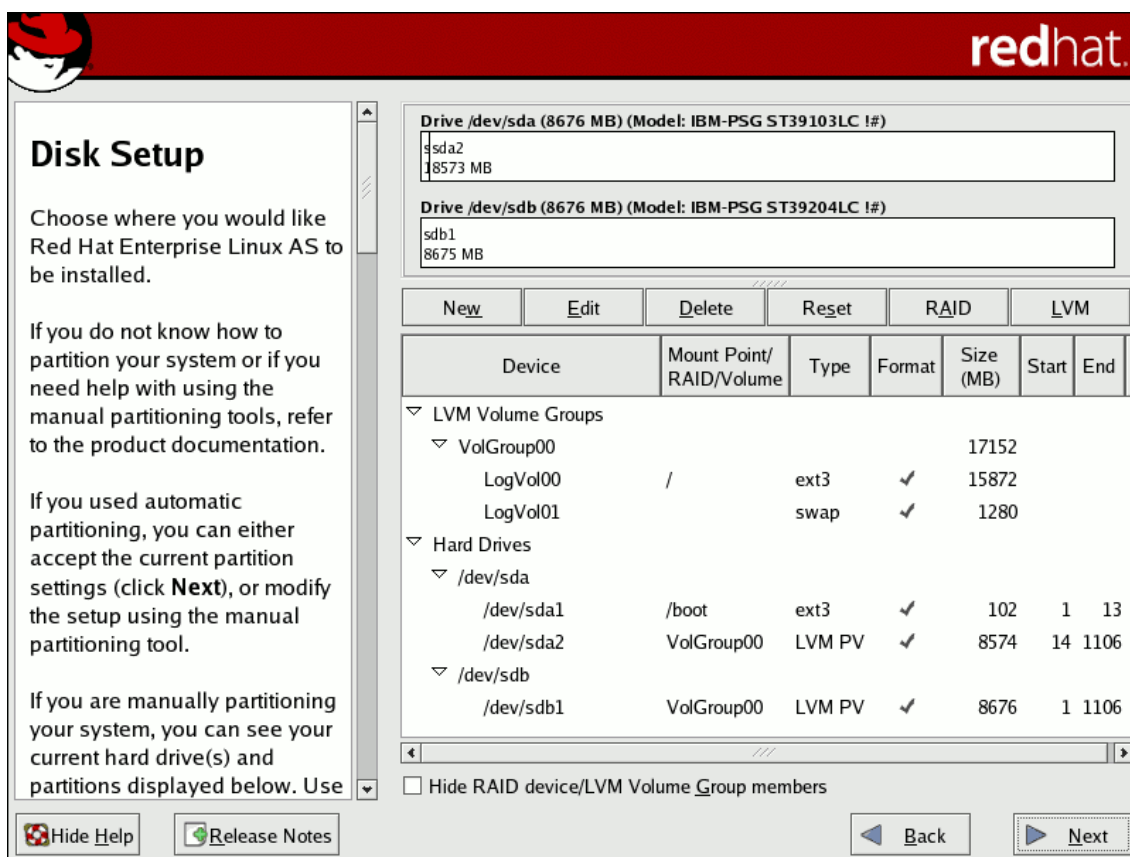 redhat.
Disk Setup
Choose where you would like
Red Hat Enterprise Linux AS to
be installed.
If you do not know how to
partition your system or if you
need help with using the
manual partitioning tools, refer
to the product documentation.
If you used automatic
partitioning, you can either
accept the current partition
settings (click Next), or modify
the setup using the manual
partitioning tool.
If you are manually partitioning
your system, you can see your
current hard drive(s) and
partitions displayed below. Use
Drive /dev/sda (8676 MB) (Model: IBM-PSG ST39103LC !#)
s sda2
1 8573 MB
Drive /dev/sdb (8676 MB) (Model: IBM-PSG ST39204LC !#)
sdb1
8675 MB
New Edit Delete Reset RAID LVM
Device Mount Point/ RAID/Volume Type Format Size (MB) Start End
LVM Volume Groups
VolGroup00 17152
LogVol00 / ext3 15872
LogVol01 swap 1280
Hard Drives
/dev/sda
/dev/sda1 /boot ext3 102 1 13
/dev/sda2 VolGroup00 LVM PV 8574 14 1106
/dev/sdb
/dev/sdb1 VolGroup00 LVM PV 8676 1 1106
Hide RAID device/LVM Volume Group members
Hide Help Release Notes Back Next